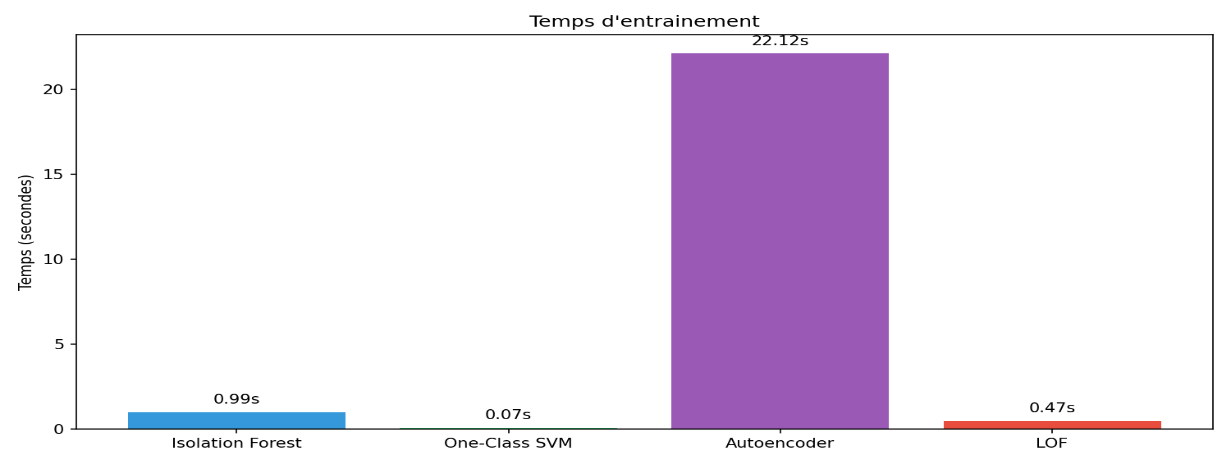 Temps d'entrainement
22.12s
20
15
Temps (secondes)
10
5
0.99s
0.07s
0.47s
0
Isolation Forest
One-Class SVM
Autoencoder
LOF